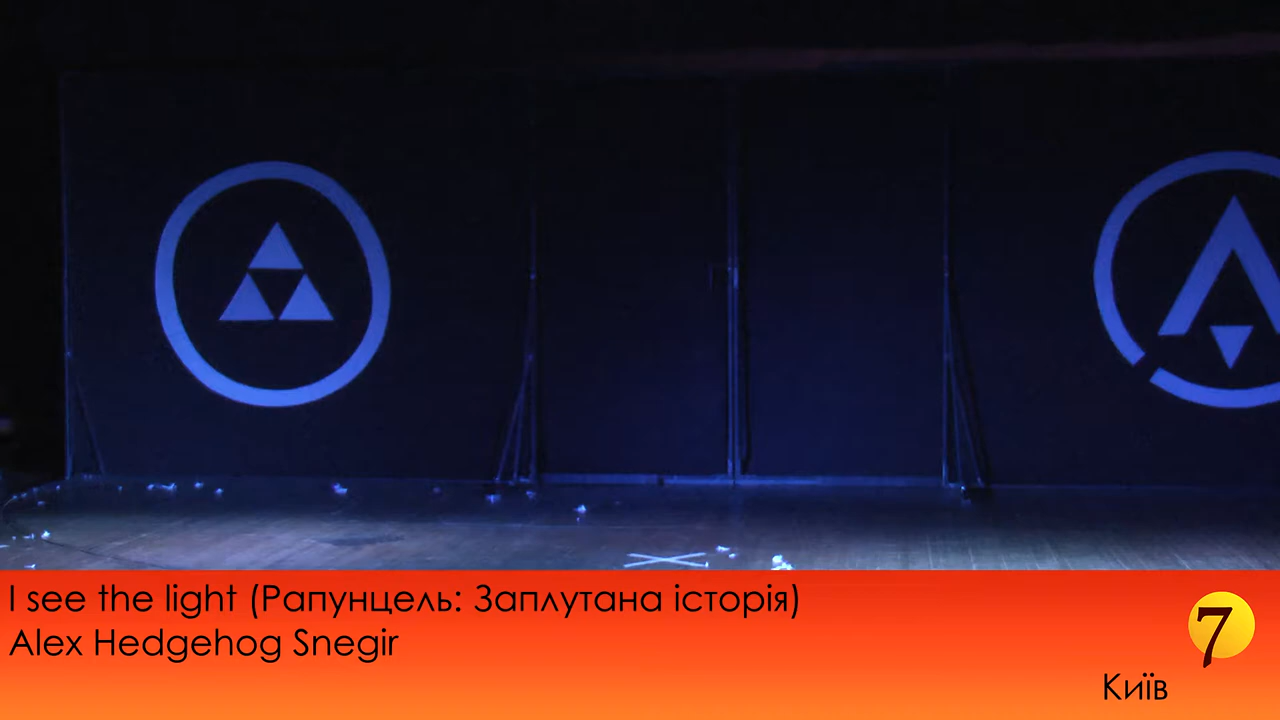 I see the light (Рапунцель: Заплутана історія)
Alex Hedgehog Snegir
7
Київ